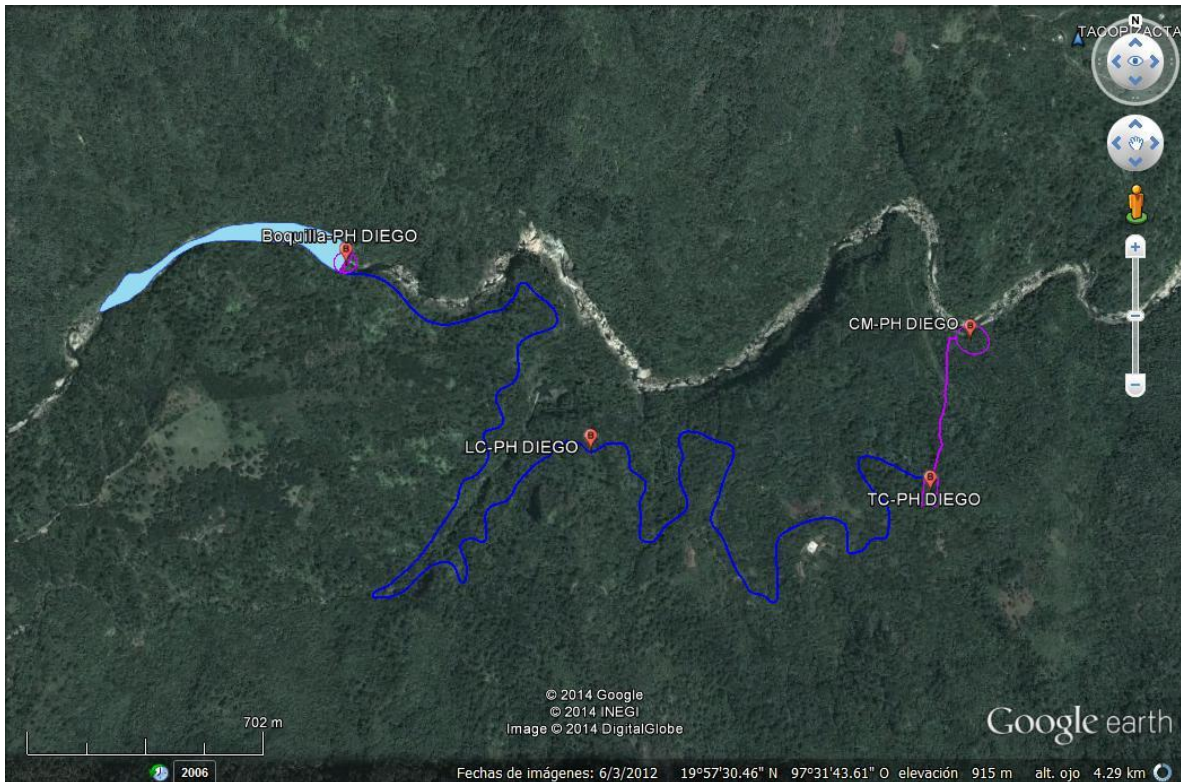 N
TACOPIZACTA
Boquilla-PH DIEGO
CM-PH DIEGO
LC-PH DIEGO
TC-PH DIEGO
702 m
© 2014 Google
© 2014 INEGI
Image © 2014 DigitalGlobe
Google earth
2006
Fechas de imágenes: 6/3/2012 19°57'30.46" N 97°31'43.61" O elevación 915 m alt. ojo 4.29 km